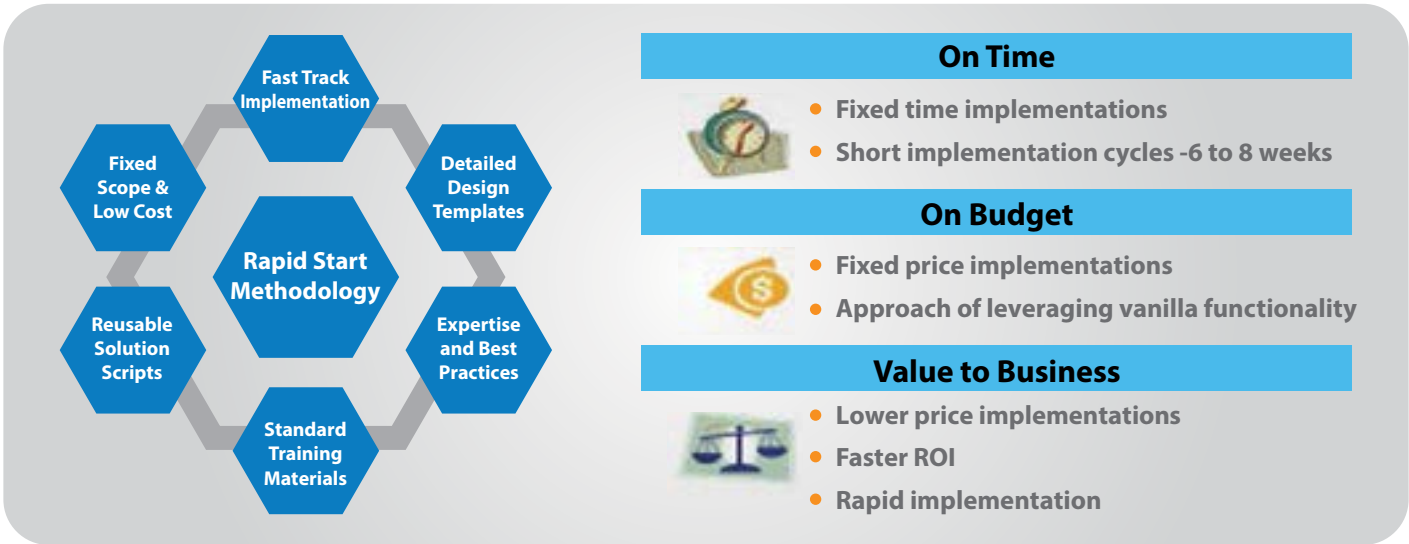 Fast Track
Implementation
Detailed
Design
Templates
Expertise
and Best
Practices
Standard
Training
Materials
Reusable
Solution
Scripts
Fixed
Scope &
Low Cost
Rapid Start
Methodology
On Time
Fixed time implementations
Short implementation cycles -6 to 8 weeks
On Budget
$
Fixed price implementations
Approach of leveraging vanilla functionality
Value to Business
Lower price implementations
Faster ROI
Rapid implementation